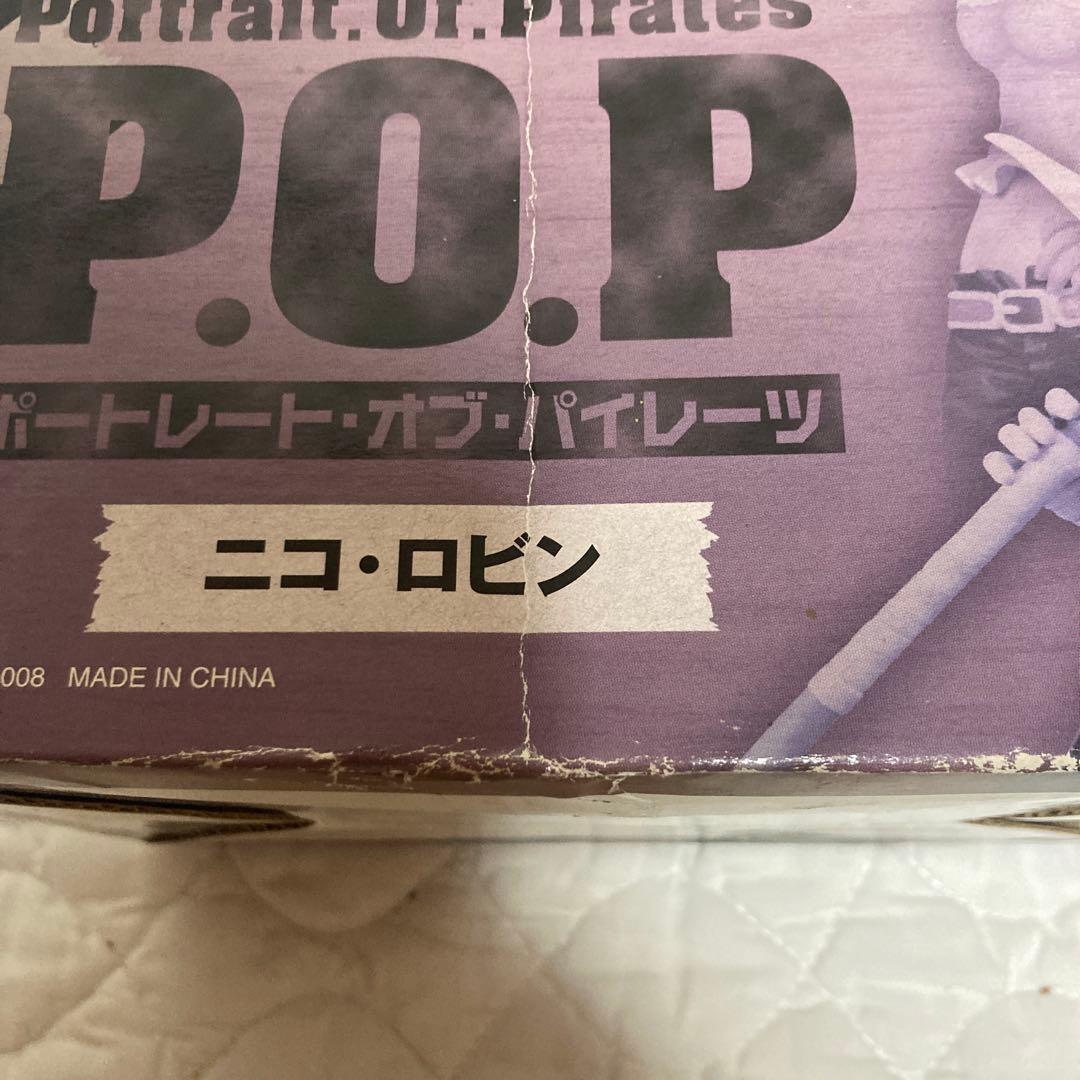 Portrait.Of.Pirates
P.O.P
ポートレート・オブ・パイレーツ
ニコ・ロビン
008 MADE IN CHINA